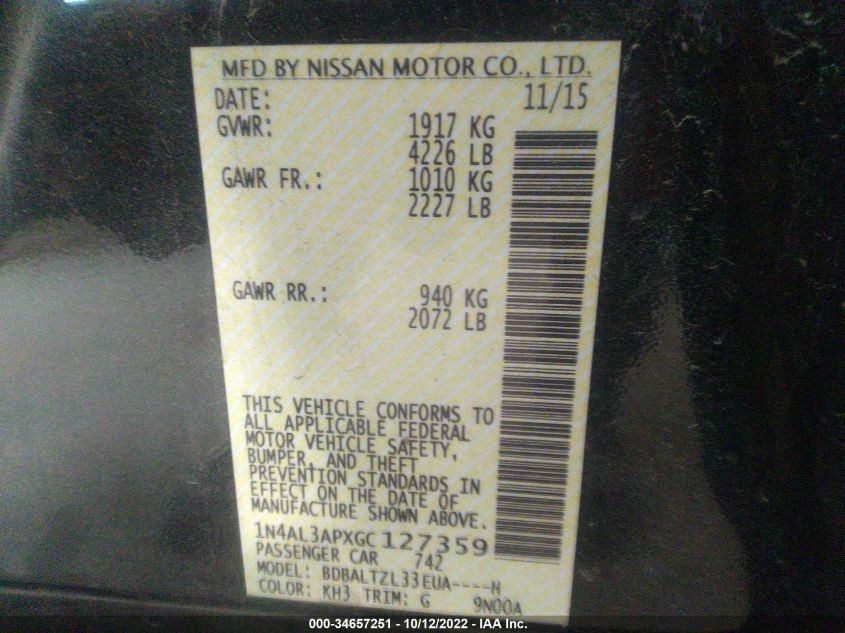 MFD BY NISSAN MOTOR CO., LTD.
DATE: 11/15
GVWR: 1917 KG
4226 LB
GAWR FR.: 1010 KG
2227 LB
GAWR RR.: 940 KG
2072 LB
THIS VEHICLE CONFORMS TO
ALL APPLICABLE FEDERAL
MOTOR VEHICLE SAFETY,
BUMPER, AND THEFT
PREVENTION STANDARDS IN
EFFECT ON THE DATE OF
MANUFACTURE SHOWN ABOVE.
1N4AL3APXGC127359
PASSENGER CAR 742
MODEL: BDBALTZL33EUA----H
COLOR: KH3 TRIM: G 9N00A
000-34657251 - 10/12/2022 - IAA Inc.